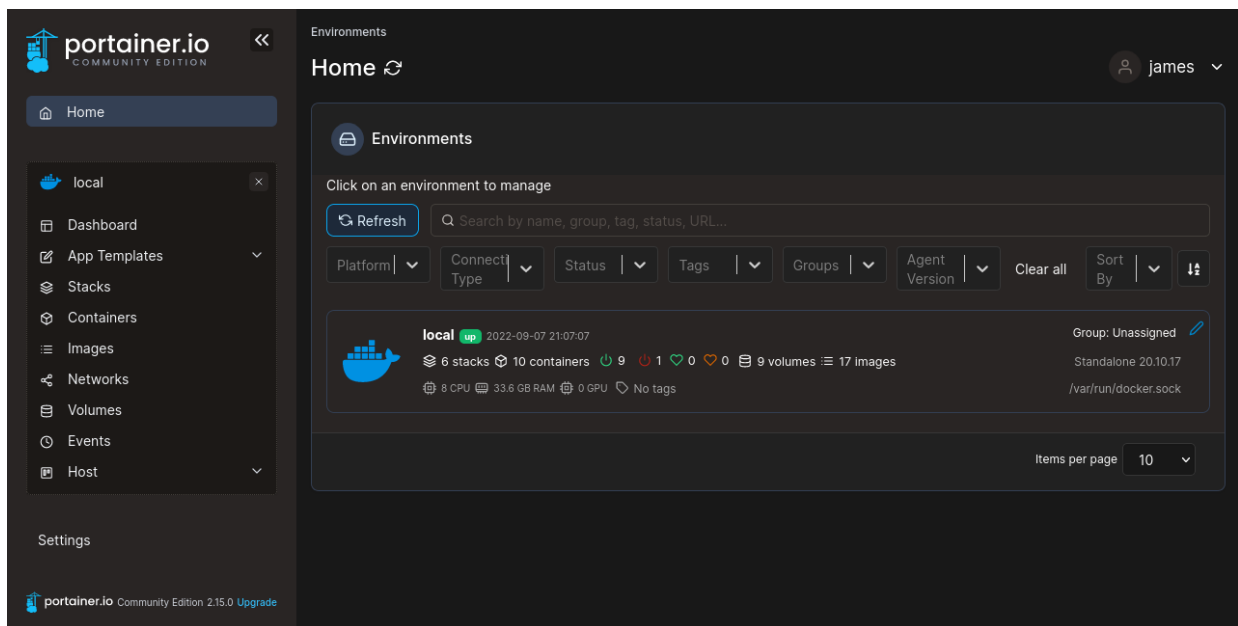 portainer.io
COMMUNITY EDITION
Home
local
Dashboard
App Templates
Stacks
Containers
Images
Networks
Volumes
Events
Host
Settings
portainer.io Community Edition 2.15.0 Upgrade
Environments
Home
james
Environments
Click on an environment to manage
Refresh
Search by name, group, tag, status, URL...
Platform
Connecti
Type
Status
Tags
Groups
Agent
Version
Clear all
Sort
By
local up 2022-09-07 21:07:07
Group: Unassigned
6 stacks 10 containers 9 1 0 0 9 volumes 17 images
Standalone 20.10.17
8 CPU 33.6 GB RAM 0 GPU No tags
/var/run/docker.sock
Items per page 10